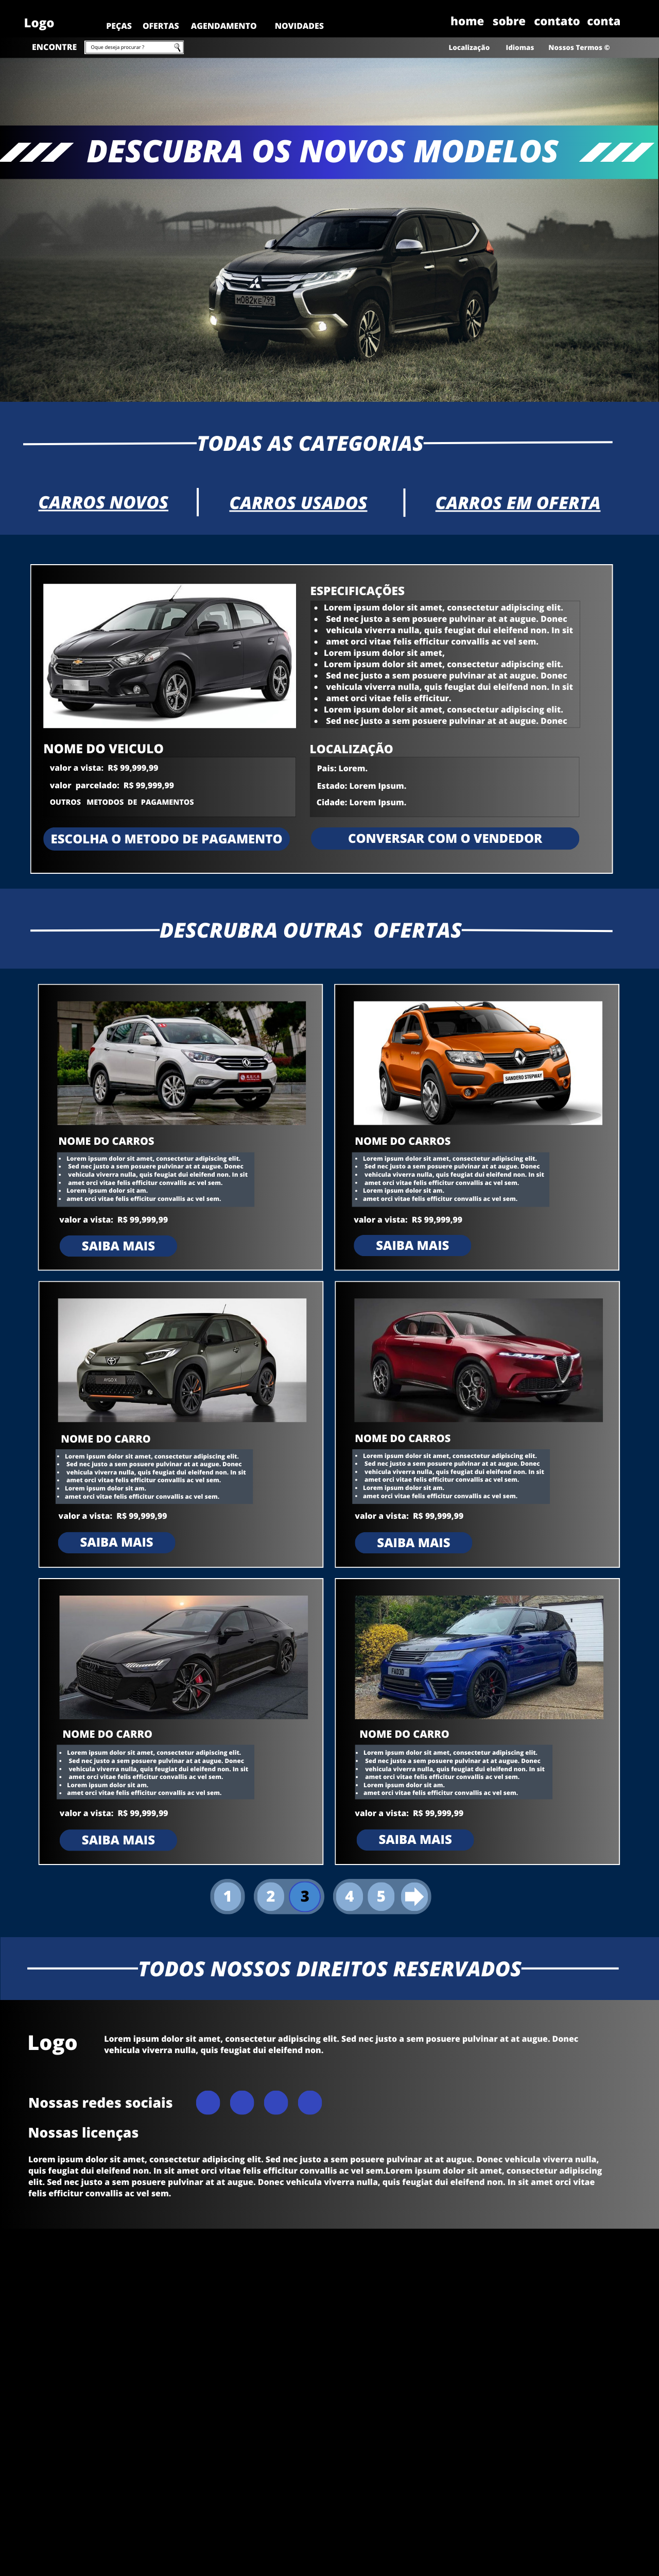 Logo
PEÇAS OFERTAS AGENDAMENTO NOVIDADES
home sobre contato conta
ENCONTRE
Oque deseja procurar ?
Localização Idiomas Nossos Termos ©
DESCUBRA OS NOVOS MODELOS
TODAS AS CATEGORIAS
CARROS NOVOS
CARROS USADOS
CARROS EM OFERTA
ESPECIFICAÇÕES
• Lorem ipsum dolor sit amet, consectetur adipiscing elit.
• Sed nec justo a sem posuere pulvinar at at augue. Donec
• vehicula viverra nulla, quis feugiat dui eleifend non. In sit
• amet orci vitae felis efficitur convallis ac vel sem.
• Lorem ipsum dolor sit amet,
• Lorem ipsum dolor sit amet, consectetur adipiscing elit.
• Sed nec justo a sem posuere pulvinar at at augue. Donec
• vehicula viverra nulla, quis feugiat dui eleifend non. In sit
• amet orci vitae felis efficitur.
• Lorem ipsum dolor sit amet, consectetur adipiscing elit.
• Sed nec justo a sem posuere pulvinar at at augue. Donec
NOME DO VEICULO
valor a vista: R$ 99,999,99
valor parcelado: R$ 99,999,99
OUTROS METODOS DE PAGAMENTOS
LOCALIZAÇÃO
Pais: Lorem.
Estado: Lorem Ipsum.
Cidade: Lorem Ipsum.
ESCOLHA O METODO DE PAGAMENTO
CONVERSAR COM O VENDEDOR
DESCRUBRA OUTRAS OFERTAS
NOME DO CARROS
• Lorem ipsum dolor sit amet, consectetur adipiscing elit.
• Sed nec justo a sem posuere pulvinar at at augue. Donec
• vehicula viverra nulla, quis feugiat dui eleifend non. In sit
• amet orci vitae felis efficitur convallis ac vel sem.
• Lorem ipsum dolor sit am.
• amet orci vitae felis efficitur convallis ac vel sem.
valor a vista: R$ 99,999,99
SAIBA MAIS
SANDERO STEPWAY
NOME DO CARROS
• Lorem ipsum dolor sit amet, consectetur adipiscing elit.
• Sed nec justo a sem posuere pulvinar at at augue. Donec
• vehicula viverra nulla, quis feugiat dui eleifend non. In sit
• amet orci vitae felis efficitur convallis ac vel sem.
• Lorem ipsum dolor sit am.
• amet orci vitae felis efficitur convallis ac vel sem.
valor a vista: R$ 99,999,99
SAIBA MAIS
NOME DO CARRO
• Lorem ipsum dolor sit amet, consectetur adipiscing elit.
• Sed nec justo a sem posuere pulvinar at at augue. Donec
• vehicula viverra nulla, quis feugiat dui eleifend non. In sit
• amet orci vitae felis efficitur convallis ac vel sem.
• Lorem ipsum dolor sit am.
• amet orci vitae felis efficitur convallis ac vel sem.
valor a vista: R$ 99,999,99
SAIBA MAIS
NOME DO CARROS
• Lorem ipsum dolor sit amet, consectetur adipiscing elit.
• Sed nec justo a sem posuere pulvinar at at augue. Donec
• vehicula viverra nulla, quis feugiat dui eleifend non. In sit
• amet orci vitae felis efficitur convallis ac vel sem.
• Lorem ipsum dolor sit am.
• amet orci vitae felis efficitur convallis ac vel sem.
valor a vista: R$ 99,999,99
SAIBA MAIS
NOME DO CARRO
• Lorem ipsum dolor sit amet, consectetur adipiscing elit.
• Sed nec justo a sem posuere pulvinar at at augue. Donec
• vehicula viverra nulla, quis feugiat dui eleifend non. In sit
• amet orci vitae felis efficitur convallis ac vel sem.
• Lorem ipsum dolor sit am.
• amet orci vitae felis efficitur convallis ac vel sem.
valor a vista: R$ 99,999,99
SAIBA MAIS
NOME DO CARRO
• Lorem ipsum dolor sit amet, consectetur adipiscing elit.
• Sed nec justo a sem posuere pulvinar at at augue. Donec
• vehicula viverra nulla, quis feugiat dui eleifend non. In sit
• amet orci vitae felis efficitur convallis ac vel sem.
• Lorem ipsum dolor sit am.
• amet orci vitae felis efficitur convallis ac vel sem.
valor a vista: R$ 99,999,99
SAIBA MAIS
1 2 3 4 5
TODOS NOSSOS DIREITOS RESERVADOS
Logo
Lorem ipsum dolor sit amet, consectetur adipiscing elit. Sed nec justo a sem posuere pulvinar at at augue. Donec
vehicula viverra nulla, quis feugiat dui eleifend non.
Nossas redes sociais
Nossas licenças
Lorem ipsum dolor sit amet, consectetur adipiscing elit. Sed nec justo a sem posuere pulvinar at at augue. Donec vehicula viverra nulla,
quis feugiat dui eleifend non. In sit amet orci vitae felis efficitur convallis ac vel sem.Lorem ipsum dolor sit amet, consectetur adipiscing
elit. Sed nec justo a sem posuere pulvinar at at augue. Donec vehicula viverra nulla, quis feugiat dui eleifend non. In sit amet orci vitae
felis efficitur convallis ac vel sem.